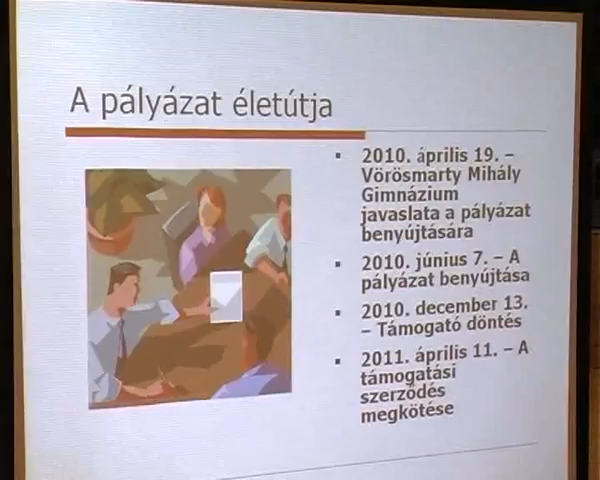 A pályázat életútja
▪ 2010. április 19. –
Vörösmarty Mihály
Gimnázium
javaslata a pályázat
benyújtására
▪ 2010. június 7. – A
pályázat benyújtása
▪ 2010. december 13.
– Támogató döntés
▪ 2011. április 11. – A
támogatási
szerződés
megkötése